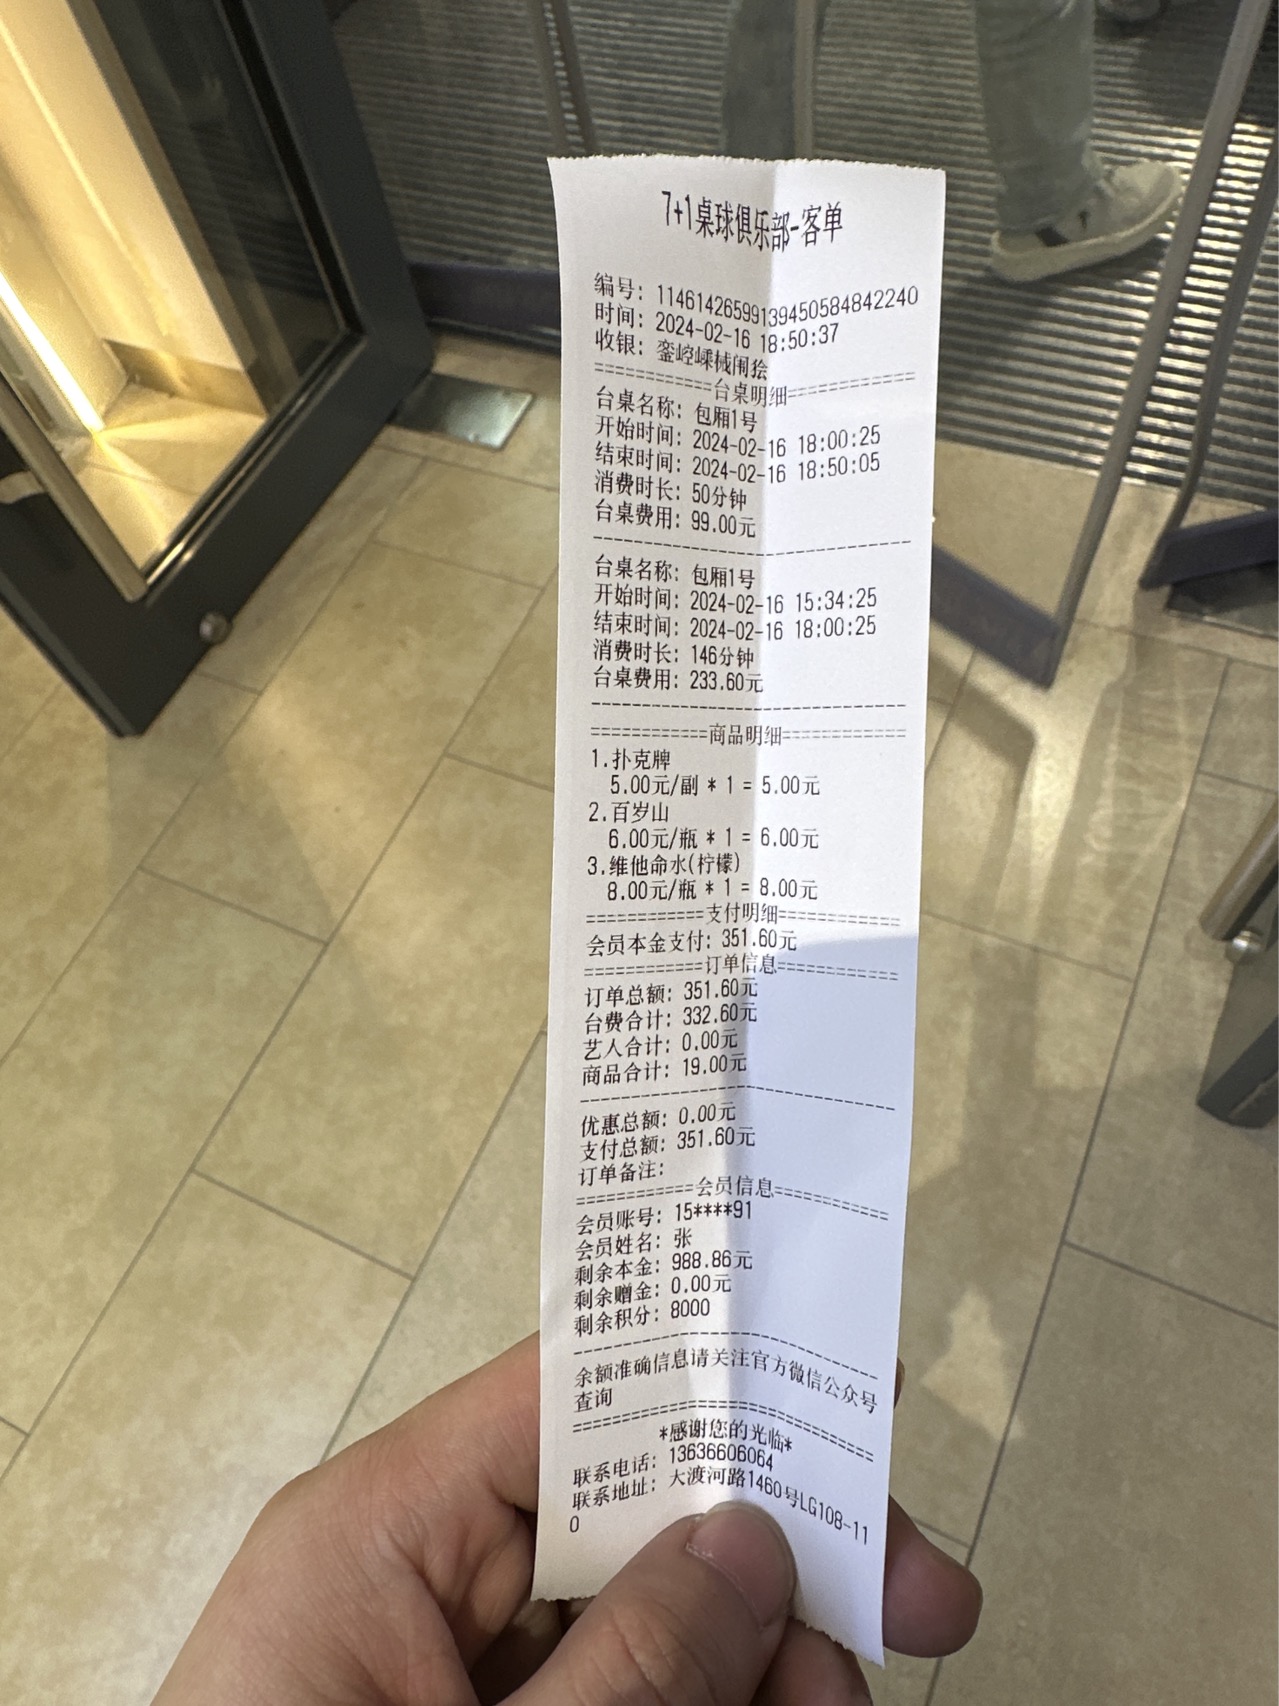 7+1桌球俱乐部-客单
编号: 1146142659913945058484​2240
时间: 2024-02-16 18:50:37
收银: 銮崆嵊械闹捦
============台桌明细============
台桌名称: 包厢1号
开始时间: 2024-02-16 18:00:25
结束时间: 2024-02-16 18:50:05
消费时长: 50分钟
台桌费用: 99.00元
--------------------------------
台桌名称: 包厢1号
开始时间: 2024-02-16 15:34:25
结束时间: 2024-02-16 18:00:25
消费时长: 146分钟
台桌费用: 233.60元
--------------------------------
============商品明细============
1.扑克牌
5.00元/副 * 1 = 5.00元
2.百岁山
6.00元/瓶 * 1 = 6.00元
3.维他命水(柠檬)
8.00元/瓶 * 1 = 8.00元
============支付明细============
会员本金支付: 351.60元
============订单信息============
订单总额: 351.60元
台费合计: 332.60元
艺人合计: 0.00元
商品合计: 19.00元
--------------------------------
优惠总额: 0.00元
支付总额: 351.60元
订单备注:
============会员信息============
会员账号: 15****91
会员姓名: 张
剩余本金: 988.86元
剩余赠金: 0.00元
剩余积分: 8000
--------------------------------
余额准确信息请关注官方微信公众号
查询
================================
*感谢您的光临*
联系电话: 13636606064
联系地址: 大渡河路1460号LG108-11
0